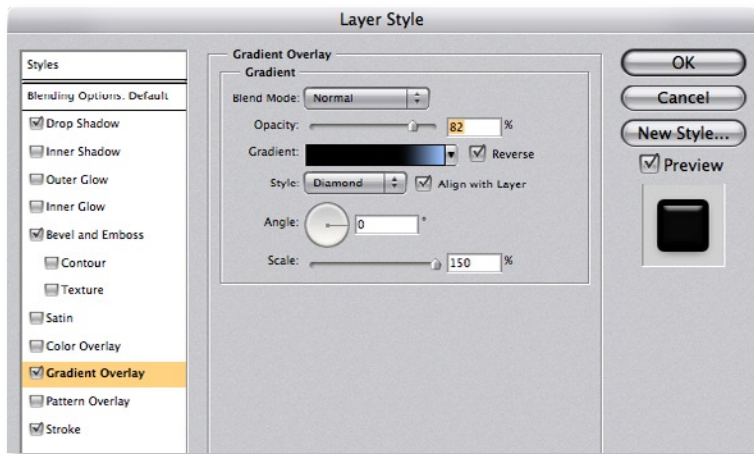 Layer Style
Styles
Blending Options: Default
Drop Shadow
Inner Shadow
Outer Glow
Inner Glow
Bevel and Emboss
Contour
Texture
Satin
Color Overlay
Gradient Overlay
Pattern Overlay
Stroke
Gradient Overlay
Gradient
Blend Mode: Normal
Opacity: 82 %
Gradient: Reverse
Style: Diamond Align with Layer
Angle: 0 °
Scale: 150 %
OK
Cancel
New Style...
Preview